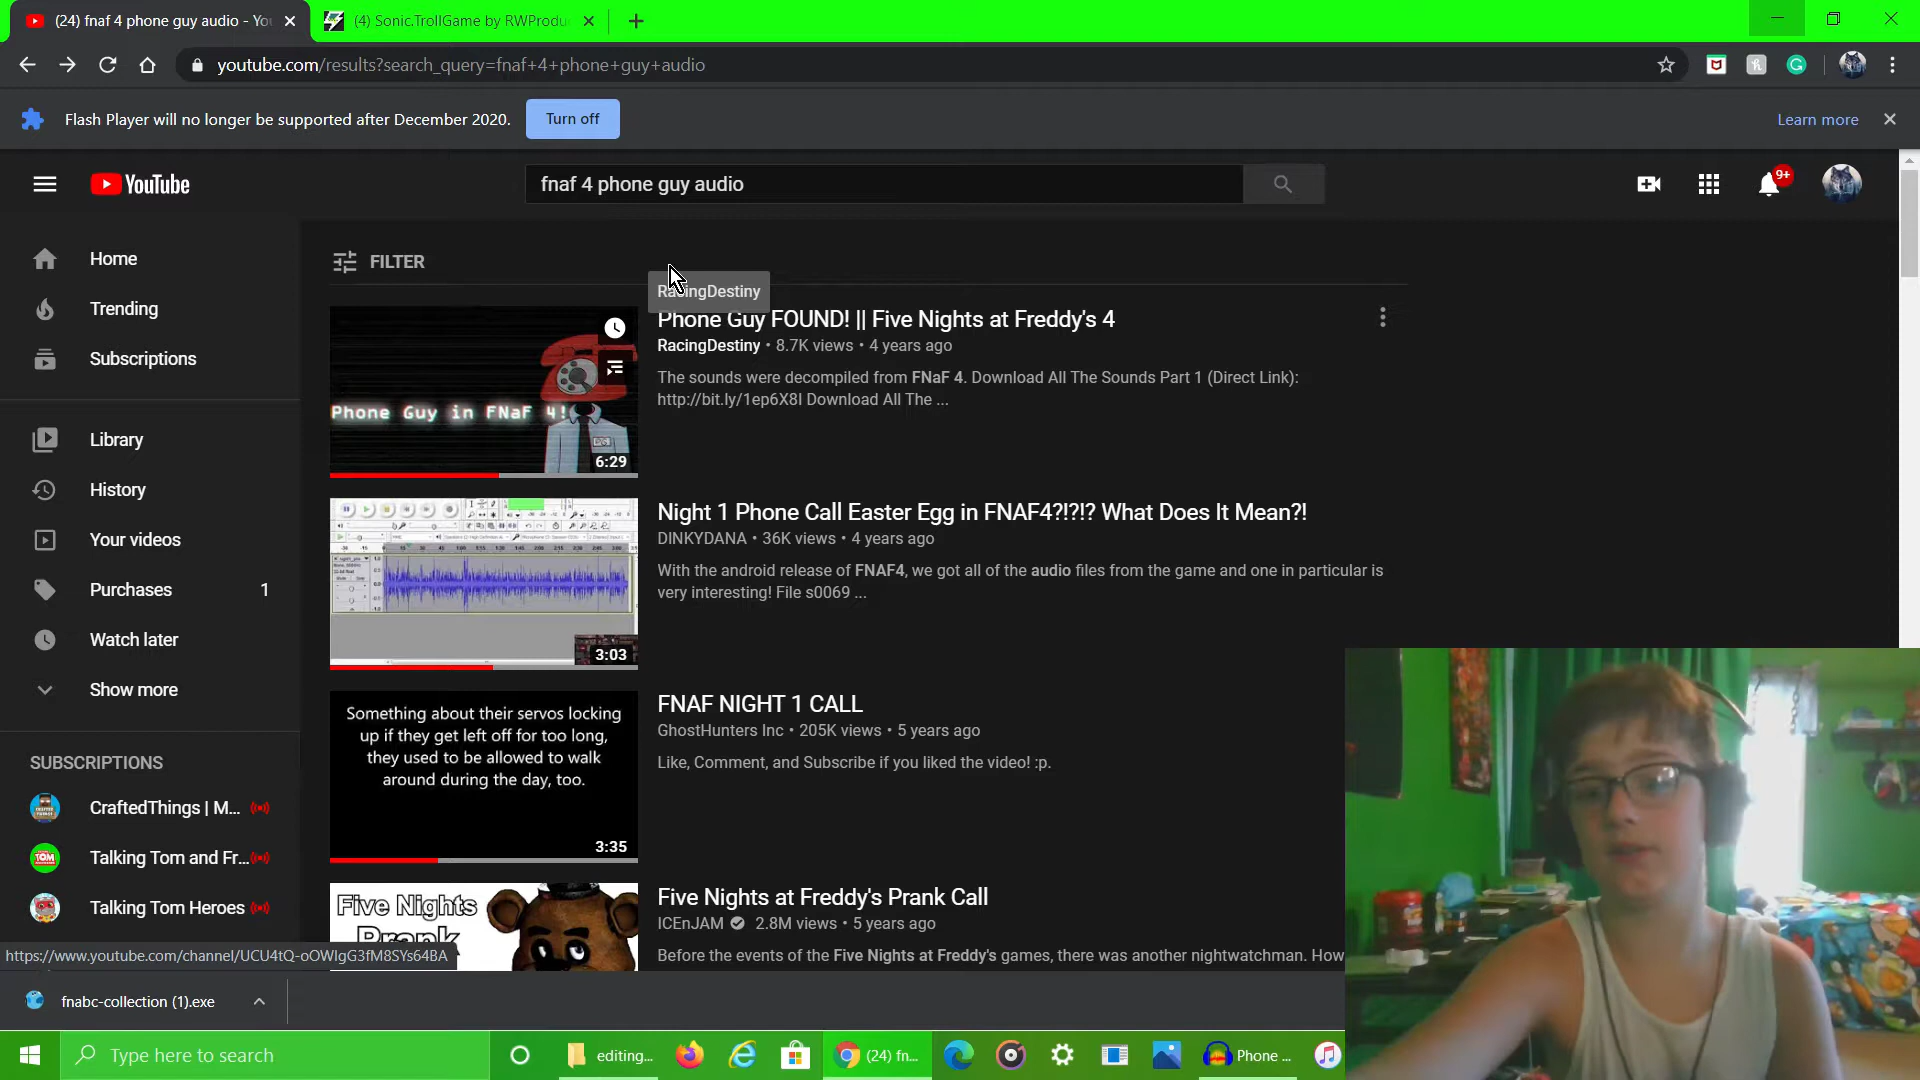 (24) fnaf 4 phone guy audio - Yo
(4) Sonic.TrollGame by RWProdu
youtube.com/results?search_query=fnaf+4+phone+guy+audio
Flash Player will no longer be supported after December 2020.
Turn off
Learn more
YouTube
fnaf 4 phone guy audio
9+
Home
Trending
Subscriptions
Library
History
Your videos
Purchases 1
Watch later
Show more
SUBSCRIPTIONS
CraftedThings | M...
Talking Tom and Fr...
Talking Tom Heroes
FILTER
RacingDestiny
Phone Guy in FNaF 4!
PG
6:29
Phone Guy FOUND! || Five Nights at Freddy's 4
RacingDestiny • 8.7K views • 4 years ago
The sounds were decompiled from FNaF 4. Download All The Sounds Part 1 (Direct Link):
http://bit.ly/1ep6X8I Download All The ...
3:03
Night 1 Phone Call Easter Egg in FNAF4?!?!? What Does It Mean?!
DINKYDANA • 36K views • 4 years ago
With the android release of FNAF4, we got all of the audio files from the game and one in particular is
very interesting! File s0069 ...
Something about their servos locking
up if they get left off for too long,
they used to be allowed to walk
around during the day, too.
3:35
FNAF NIGHT 1 CALL
GhostHunters Inc • 205K views • 5 years ago
Like, Comment, and Subscribe if you liked the video! :p.
Five Nights
Prank
Five Nights at Freddy's Prank Call
ICEnJAM 2.8M views • 5 years ago
Before the events of the Five Nights at Freddy's games, there was another nightwatchman. How
https://www.youtube.com/channel/UCU4tQ-oOWlgG3fM8SYs64BA
fnabc-collection (1).exe
Type here to search
editing...
(24) fn...
Phone ...